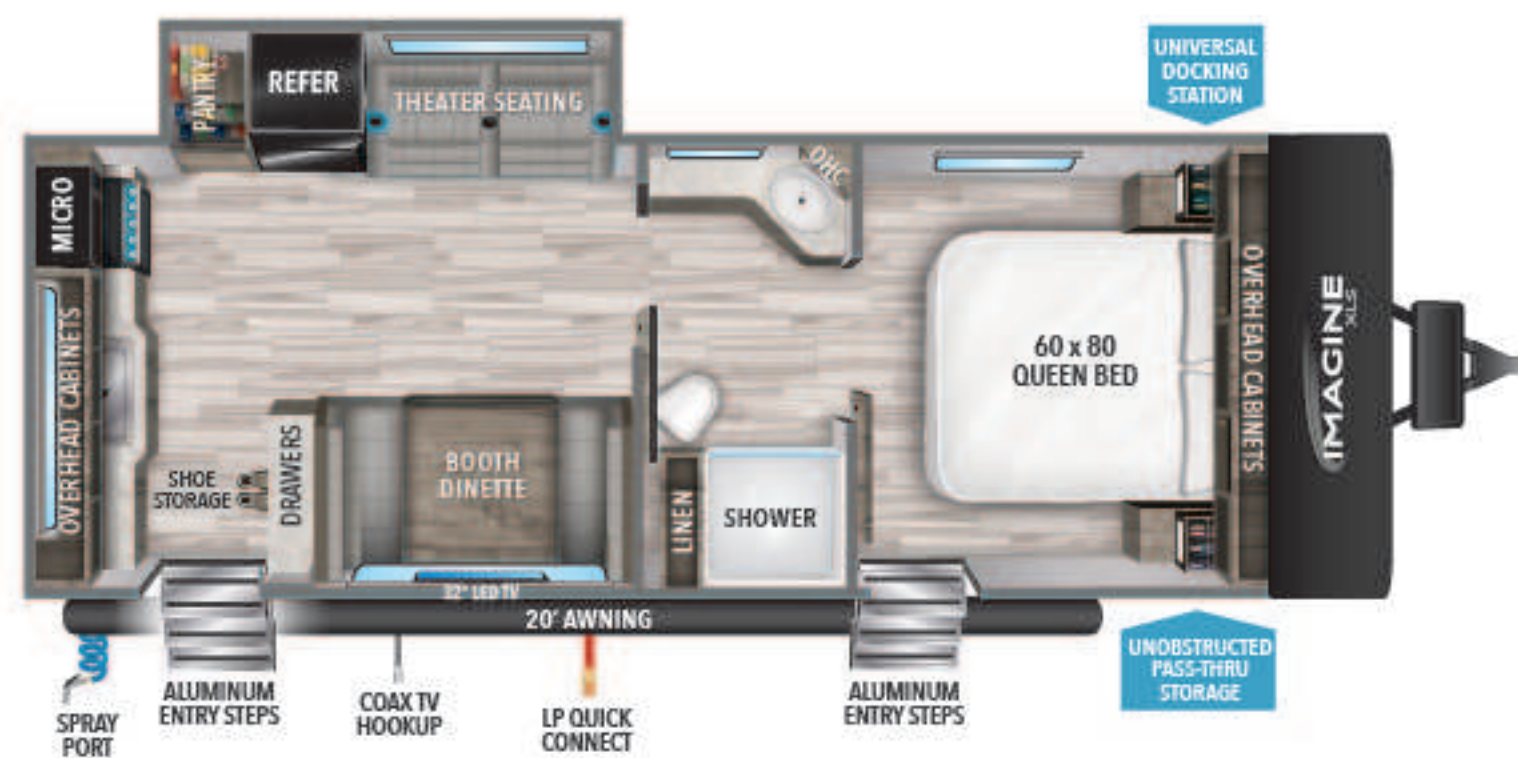 UNIVERSAL
DOCKING
STATION
PANTRY
REFER
THEATER SEATING
MICRO
OHC
OVERHEAD CABINETS
60 x 80
QUEEN BED
OVERHEAD CABINETS
IMAGINE
XLS
SHOE
STORAGE
DRAWERS
BOOTH
DINETTE
LINEN
SHOWER
32" LED TV
20' AWNING
UNOBSTRUCTED
PASS-THRU
STORAGE
SPRAY
PORT
ALUMINUM
ENTRY STEPS
COAX TV
HOOKUP
LP QUICK
CONNECT
ALUMINUM
ENTRY STEPS